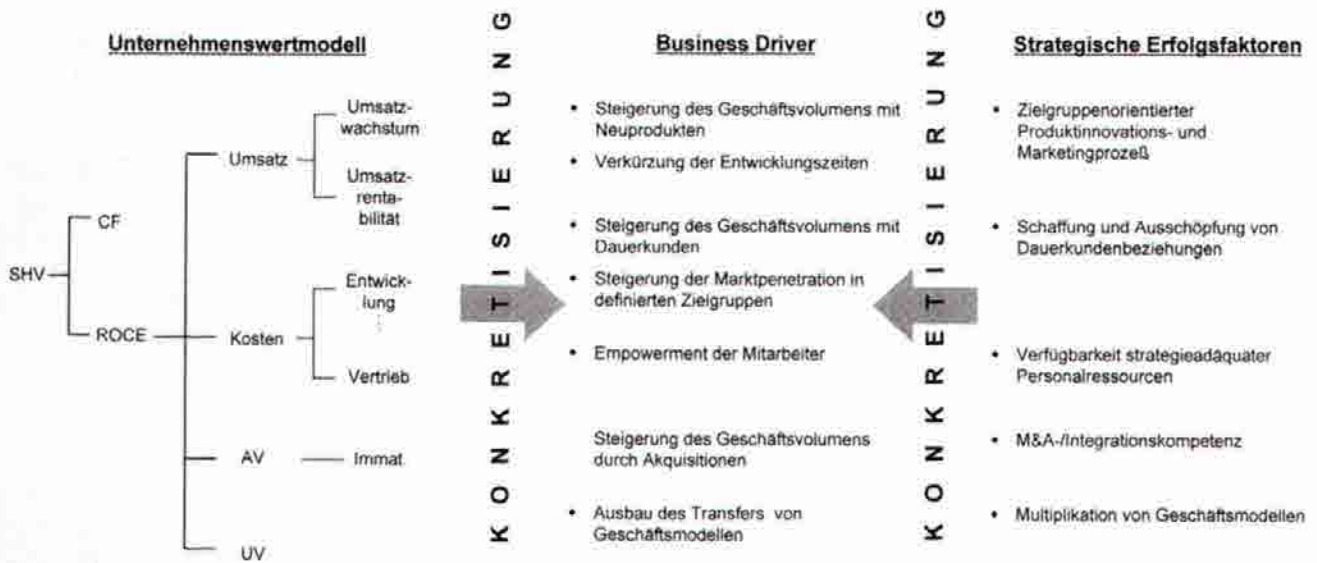 Unternehmenswertmodell
SHV
CF
ROCE
Umsatz
Umsatz-
wachstum
Umsatz-
renta-
bilität
Kosten
Entwick-
lung
Vertrieb
AV
Immat.
UV
KONKRETISIERUNG
Business Driver
• Steigerung des Geschäftsvolumens mit
Neuprodukten
• Verkürzung der Entwicklungszeiten
• Steigerung des Geschäftsvolumens mit
Dauerkunden
• Steigerung der Marktpenetration in
definierten Zielgruppen
• Empowerment der Mitarbeiter
Steigerung des Geschäftsvolumens
durch Akquisitionen
• Ausbau des Transfers von
Geschäftsmodellen
KONKRETISIERUNG
Strategische Erfolgsfaktoren
• Zielgruppenorientierter
Produktinnovations- und
Marketingprozeß
• Schaffung und Ausschöpfung von
Dauerkundenbeziehungen
• Verfügbarkeit strategieadäquater
Personalressourcen
• M&A-/Integrationskompetenz
• Multiplikation von Geschäftsmodellen